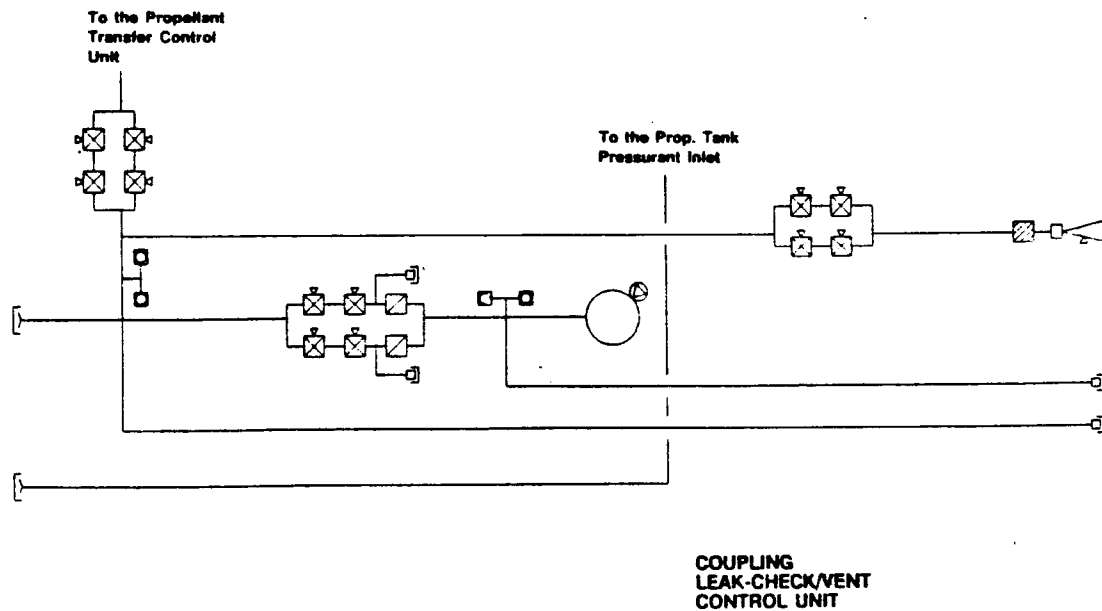 To the Propellant
Transfer Control
Unit
To the Prop. Tank
Pressurant Inlet
COUPLING
LEAK-CHECK/VENT
CONTROL UNIT